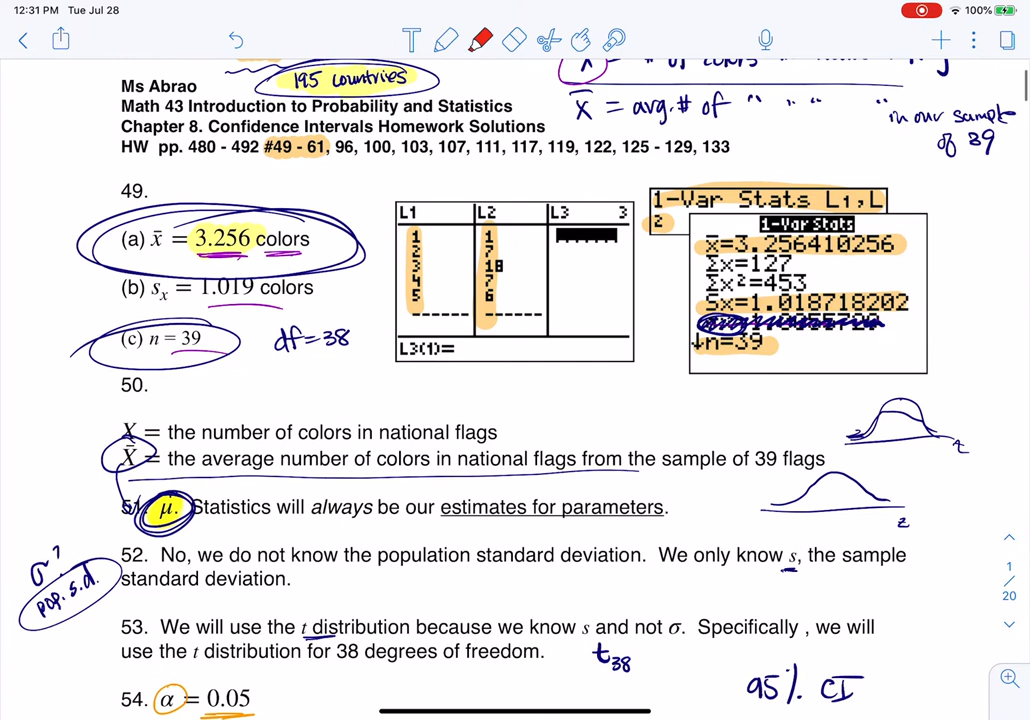 12:31 PM Tue Jul 28
100%
195 countries
X̄ = avg. # of " " " " in our sample of 39
Ms Abrao
Math 43 Introduction to Probability and Statistics
Chapter 8. Confidence Intervals Homework Solutions
HW pp. 480 - 492 #49 - 61, 96, 100, 103, 107, 111, 117, 119, 122, 125 - 129, 133
49.
(a) x̄ = 3.256 colors
(b) sₓ = 1.019 colors
(c) n = 39
df = 38
L1 L2 L3 3
1 1
2 7
3 18
4 7
5 6
L3(1)=
1-Var Stats L1,L
2
1-Var Stats
x̄=3.256410256
Σx=127
Σx²=453
Sx=1.018718202
↓n=39
50.
X = the number of colors in national flags
X̄ = the average number of colors in national flags from the sample of 39 flags
z
z
51. μ. Statistics will always be our estimates for parameters.
σ?
pop. s.d.
52. No, we do not know the population standard deviation. We only know s, the sample
standard deviation.
53. We will use the t distribution because we know s and not σ. Specifically , we will
use the t distribution for 38 degrees of freedom.
t₃₈
54. α = 0.05
95% CI
1
/
20